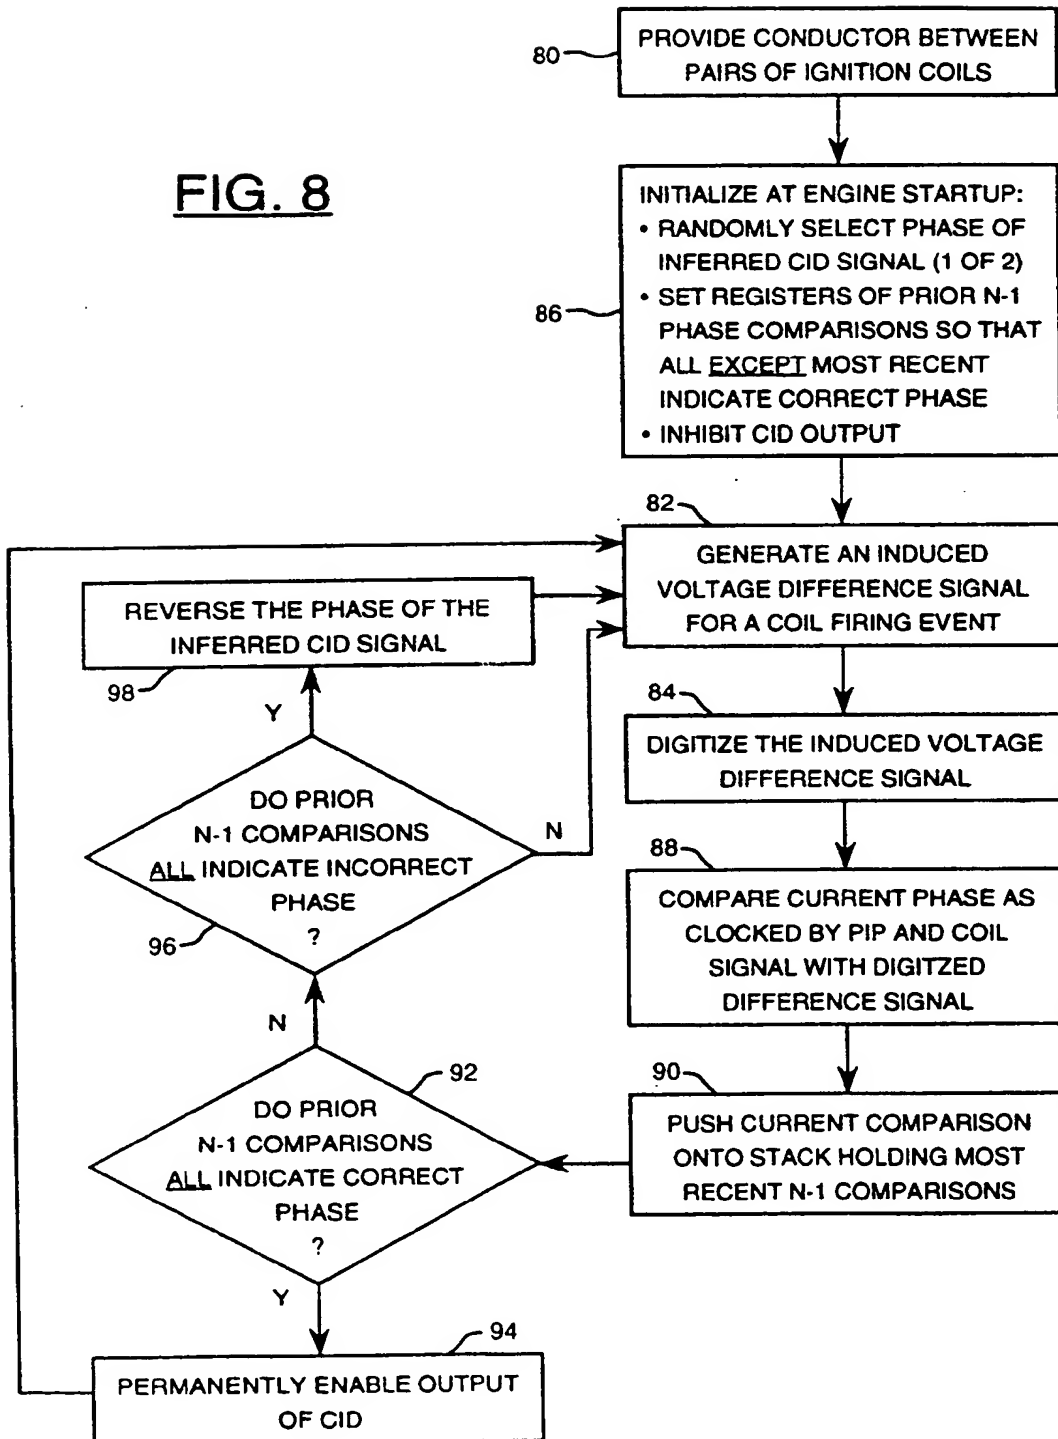 FIG. 8
80
PROVIDE CONDUCTOR BETWEEN
PAIRS OF IGNITION COILS
86
INITIALIZE AT ENGINE STARTUP:
• RANDOMLY SELECT PHASE OF
INFERRED CID SIGNAL (1 OF 2)
• SET REGISTERS OF PRIOR N-1
PHASE COMPARISONS SO THAT
ALL EXCEPT MOST RECENT
INDICATE CORRECT PHASE
• INHIBIT CID OUTPUT
82
GENERATE AN INDUCED
VOLTAGE DIFFERENCE SIGNAL
FOR A COIL FIRING EVENT
84
DIGITIZE THE INDUCED VOLTAGE
DIFFERENCE SIGNAL
88
COMPARE CURRENT PHASE AS
CLOCKED BY PIP AND COIL
SIGNAL WITH DIGITZED
DIFFERENCE SIGNAL
90
PUSH CURRENT COMPARISON
ONTO STACK HOLDING MOST
RECENT N-1 COMPARISONS
92
DO PRIOR
N-1 COMPARISONS
ALL INDICATE CORRECT
PHASE
?
Y
N
94
PERMANENTLY ENABLE OUTPUT
OF CID
96
DO PRIOR
N-1 COMPARISONS
ALL INDICATE INCORRECT
PHASE
?
Y
N
98
REVERSE THE PHASE OF THE
INFERRED CID SIGNAL